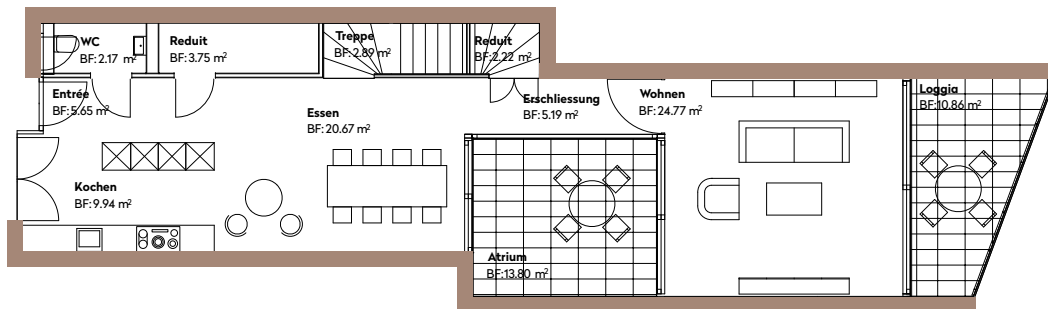 WC
BF: 2.17 m²
Reduit
BF: 3.75 m²
Treppe
BF: 2.89 m²
Reduit
BF: 2.22 m²
Entrée
BF: 5.65 m²
Essen
BF: 20.67 m²
Erschliessung
BF: 5.19 m²
Wohnen
BF: 24.77 m²
Loggia
BF: 10.86 m²
Kochen
BF: 9.94 m²
Atrium
BF: 13.80 m²